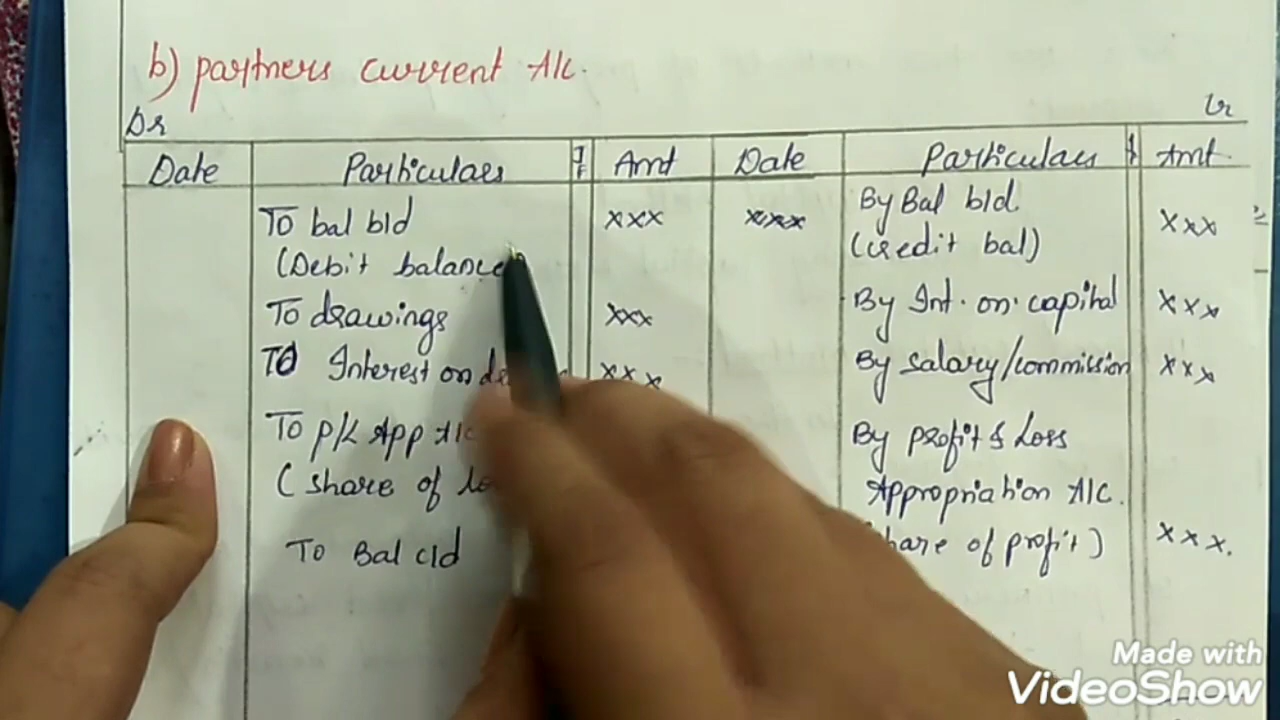 b) partners current A/c.
Dr Cr
Date Particulars J F Amt Date Particulars Amt
To bal b/d xxx xxx By Bal b/d. xxx
(Debit balance (credit bal)
To drawings xxx By Int. on. capital xxx
To Interest on xxx By salary/commission xxx
To P/L App A/c By profit & Loss
(share of Appropriation A/c.
To Bal c/d share of profit) xxx.
Made with
VideoShow